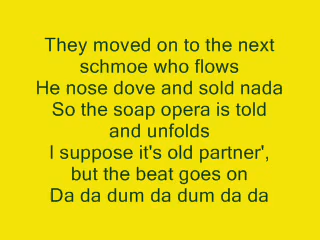 They moved on to the next
schmoe who flows
He nose dove and sold nada
So the soap opera is told
and unfolds
I suppose it's old partner',
but the beat goes on
Da da dum da dum da da